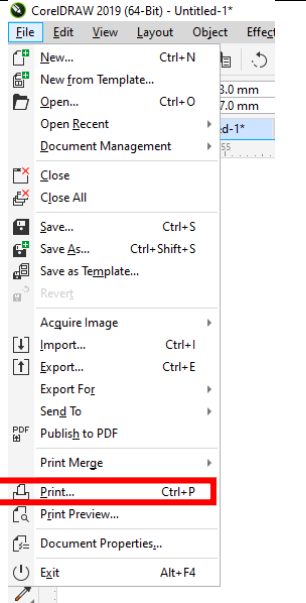 CorelDRAW 2019 (64-Bit) - Untitled-1*
File Edit View Layout Object Effect
New... Ctrl+N
New from Template...
3.0 mm
Open... Ctrl+O
7.0 mm
Open Recent
ed-1*
Document Management
55
Close
Close All
Save... Ctrl+S
Save As... Ctrl+Shift+S
Save as Template...
Revert
Acquire Image
Import... Ctrl+I
Export... Ctrl+E
Export For
Send To
PDF Publish to PDF
Print Merge
Print... Ctrl+P
Print Preview...
Document Properties...
Exit Alt+F4